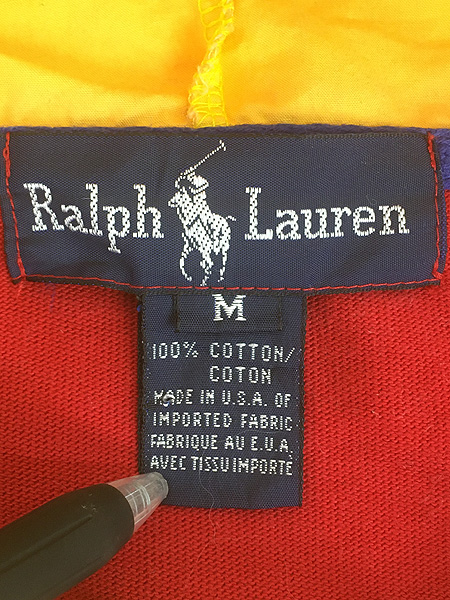 Ralph Lauren
M
100% COTTON/
COTON
MADE IN U.S.A. OF
IMPORTED FABRIC
FABRIQUE AU E.U.A.
AVEC TISSU IMPORTE